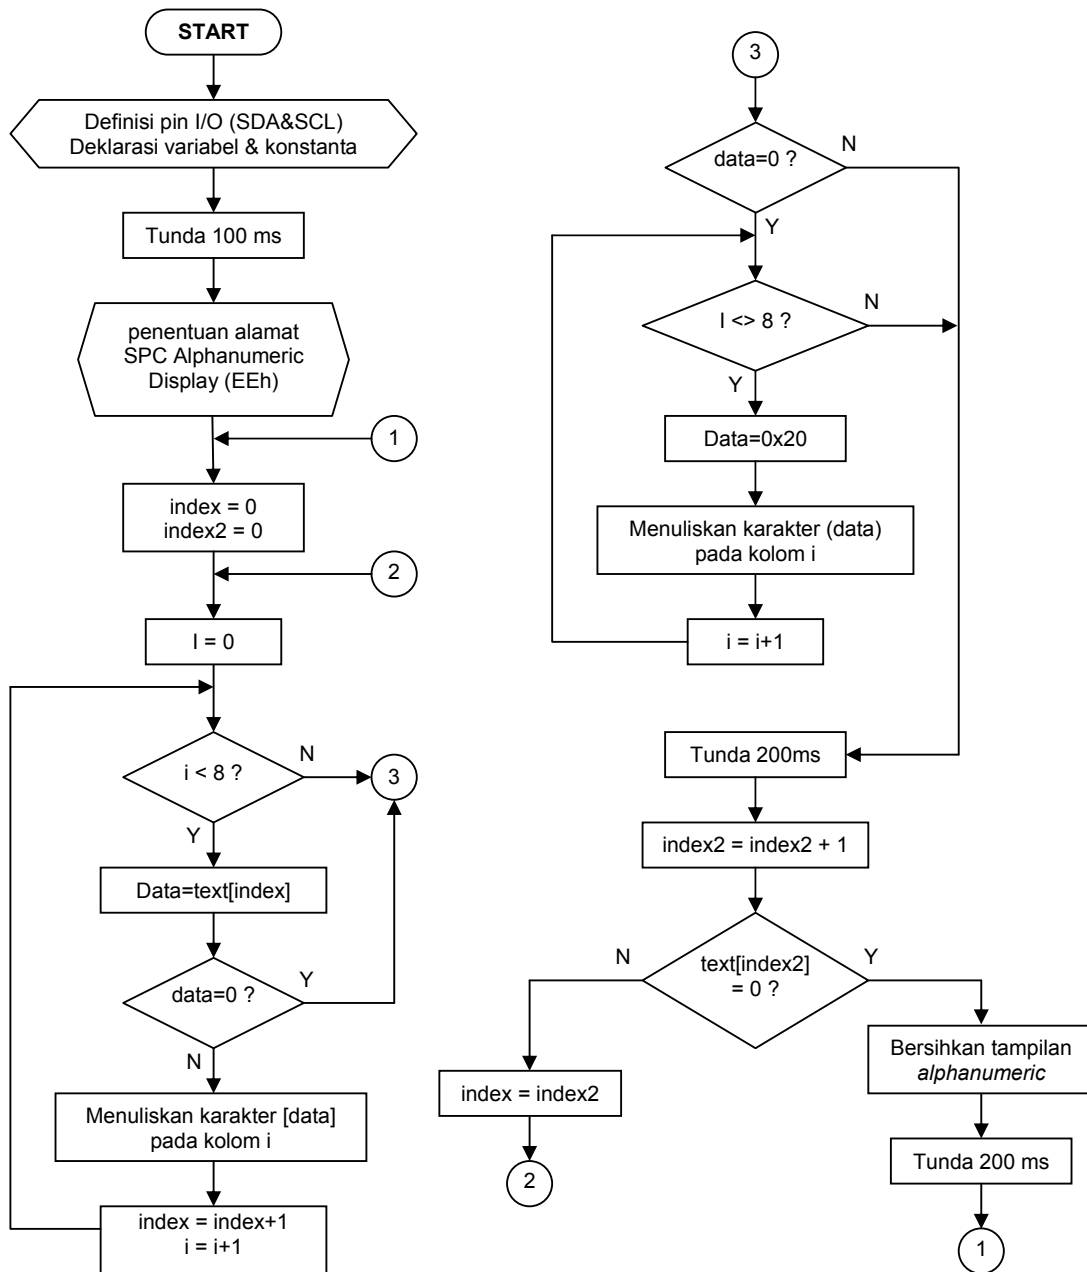 START
Definisi pin I/O (SDA&SCL)
Deklarasi variabel & konstanta
Tunda 100 ms
penentuan alamat
SPC Alphanumeric
Display (EEh)
1
index = 0
index2 = 0
2
I = 0
i < 8 ?
N
3
Y
Data=text[index]
data=0 ?
Y
N
Menuliskan karakter [data]
pada kolom i
index = index+1
i = i+1
3
data=0 ?
N
Y
I <> 8 ?
N
Y
Data=0x20
Menuliskan karakter (data)
pada kolom i
i = i+1
Tunda 200ms
index2 = index2 + 1
text[index2]
= 0 ?
N
Y
index = index2
2
Bersihkan tampilan
alphanumeric
Tunda 200 ms
1